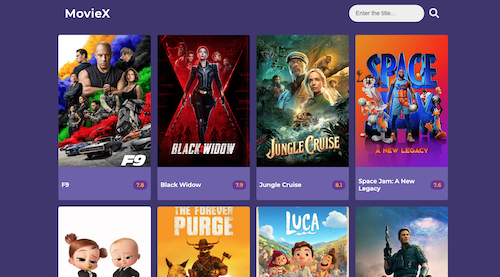 MovieX
Enter the title...
F9
BLACK WIDOW
JUNGLE CRUISE
SPACE JAM
A NEW LEGACY
F9 7.8
Black Widow 7.9
Jungle Cruise 8.1
Space Jam: A New Legacy 7.6
THE FOREVER
PURGE
LUCA